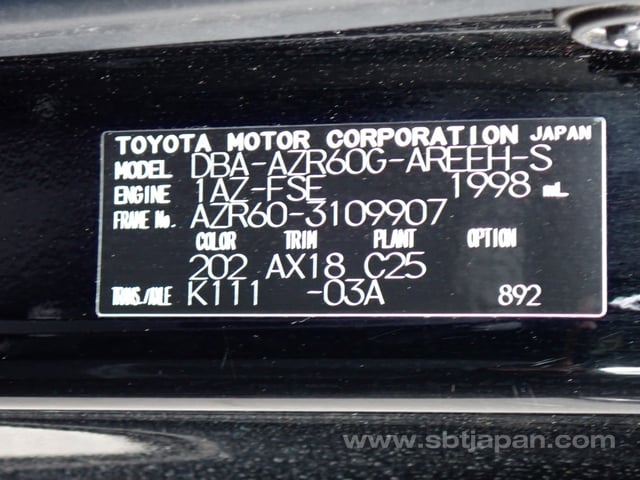 TOYOTA MOTOR CORPORATION JAPAN
MODEL DBA-AZR60G-AREEH-S
ENGINE 1AZ-FSE 1998 mL
FRAME No. AZR60-3109907
COLOR TRIM PLANT OPTION
202 AX18 C25
TRANS./AXLE K111 -03A 892
www.sbtjapan.com